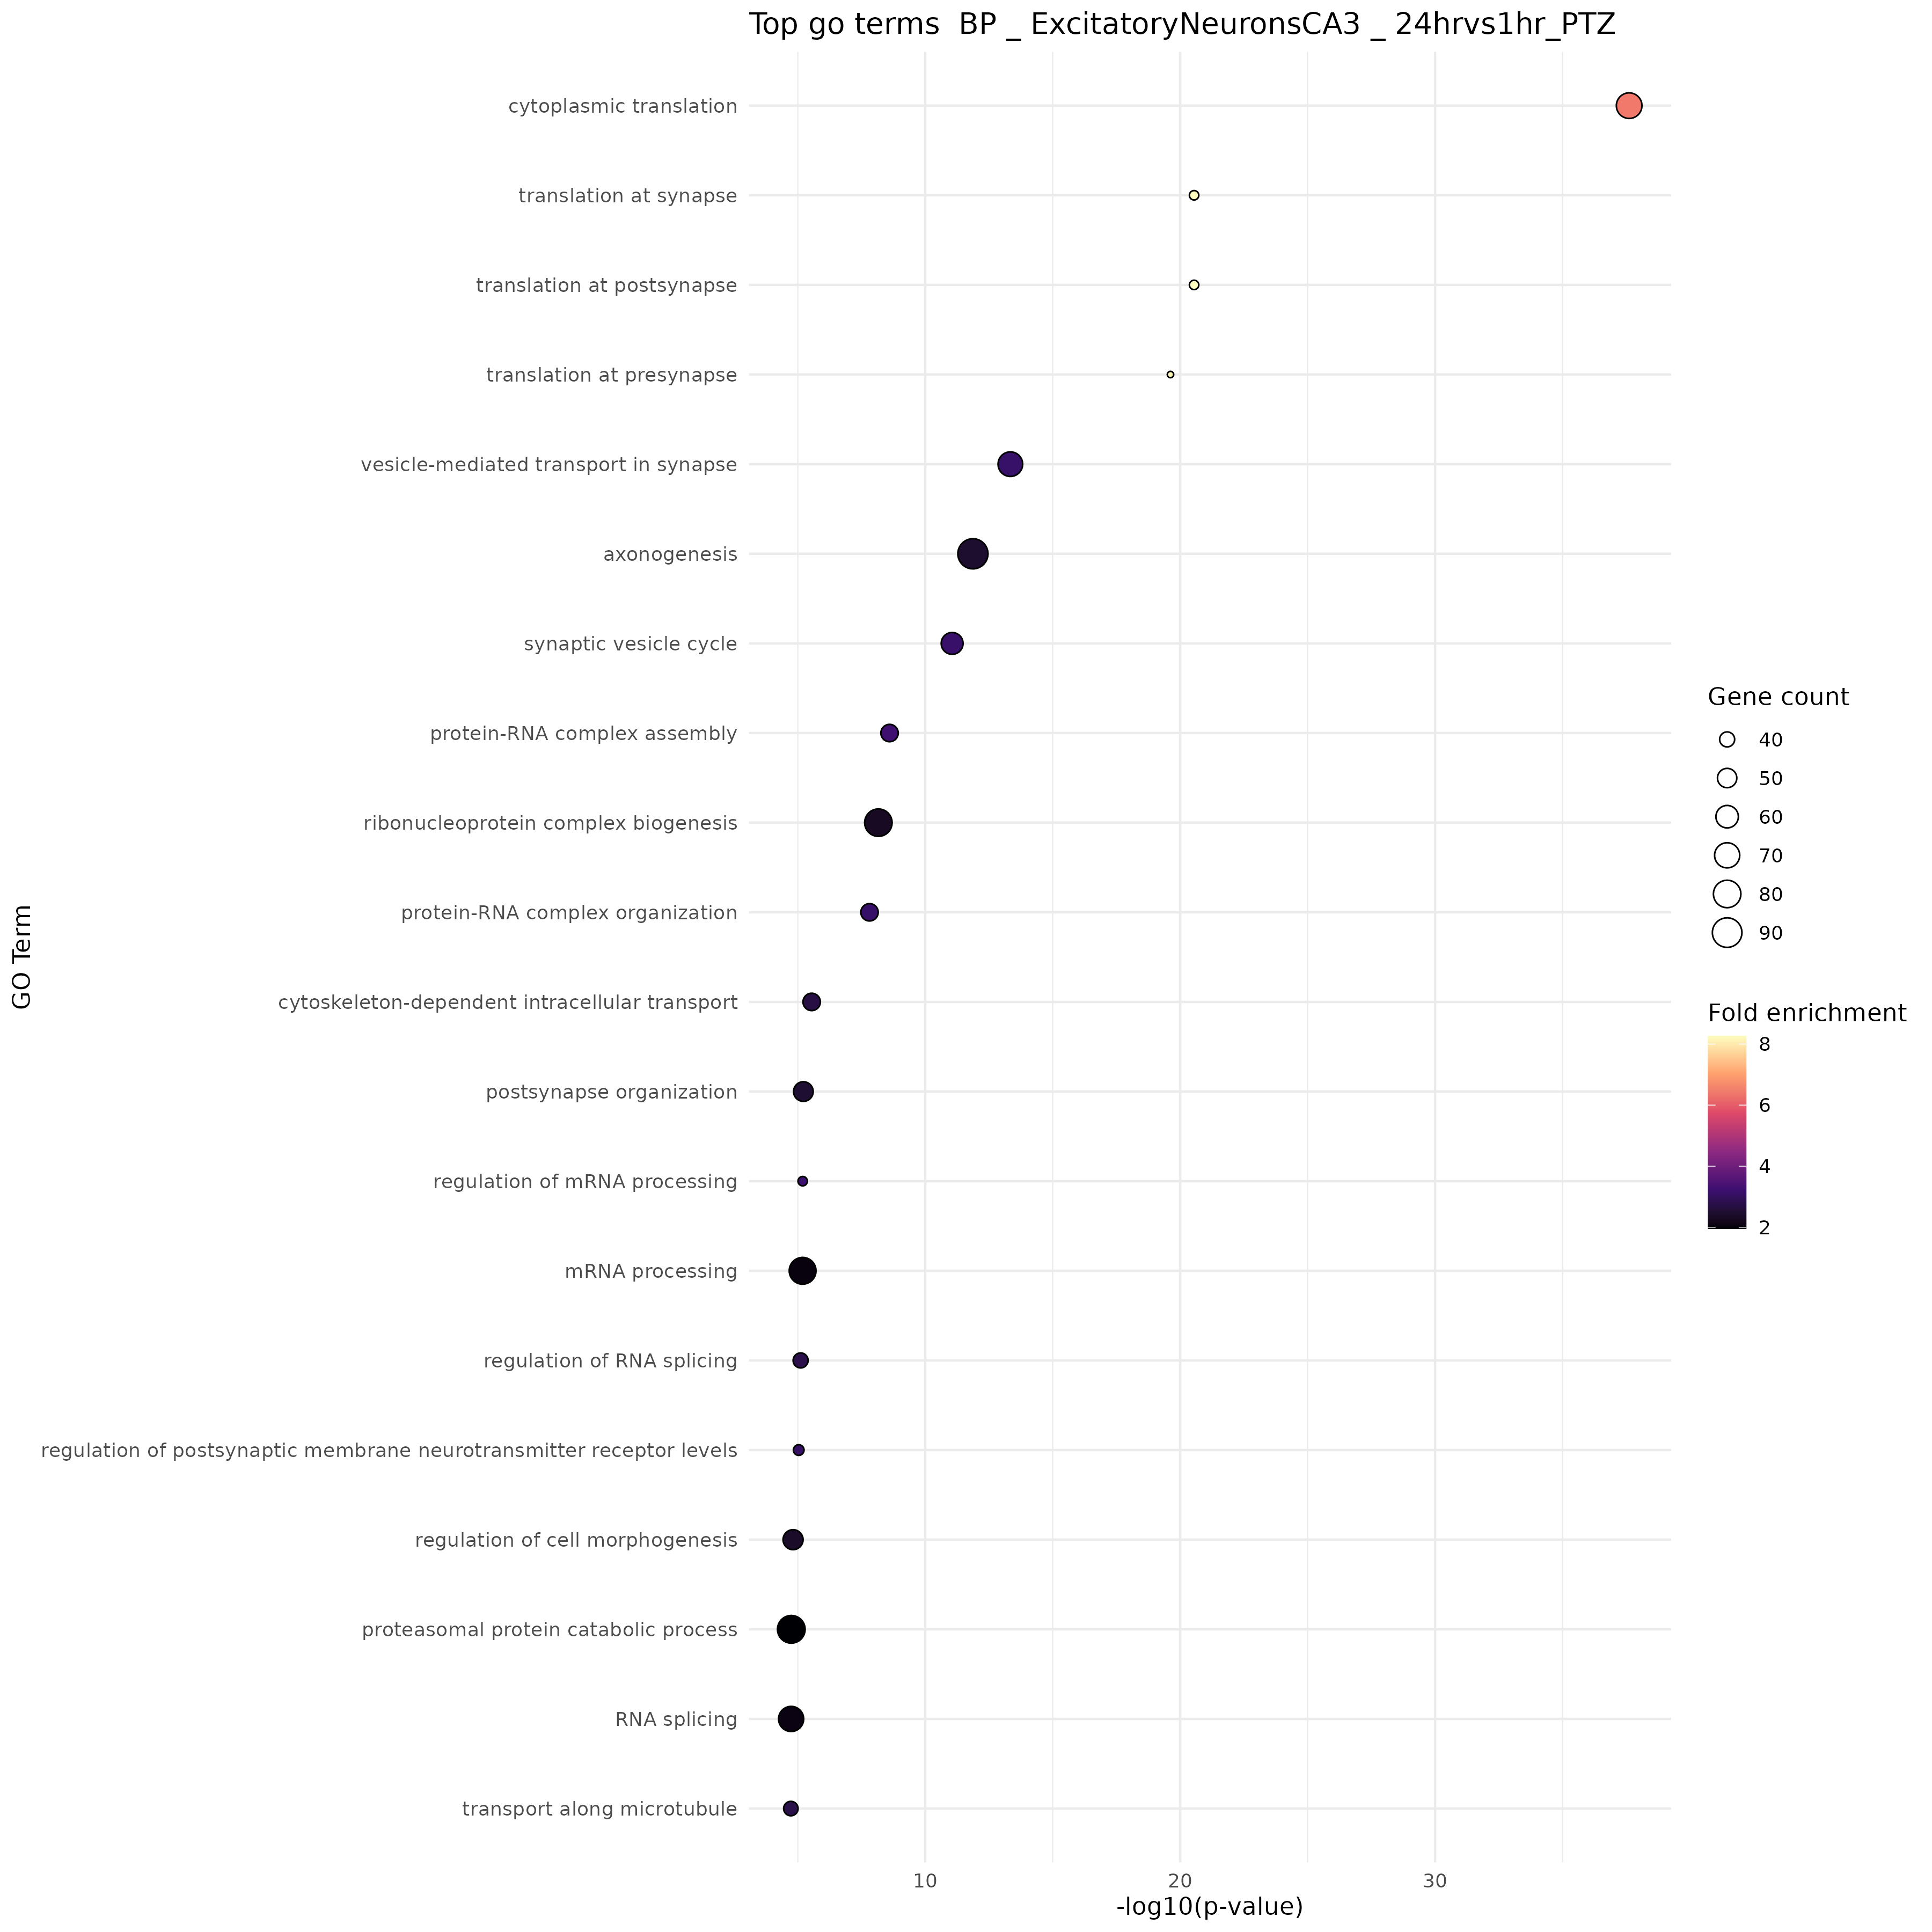 Top go terms  BP _ ExcitatoryNeuronsCA3 _ 24hrvs1hr_PTZ
cytoplasmic translation
translation at synapse
translation at postsynapse
translation at presynapse
vesicle-mediated transport in synapse
axonogenesis
synaptic vesicle cycle
protein-RNA complex assembly
ribonucleoprotein complex biogenesis
protein-RNA complex organization
cytoskeleton-dependent intracellular transport
postsynapse organization
regulation of mRNA processing
mRNA processing
regulation of RNA splicing
regulation of postsynaptic membrane neurotransmitter receptor levels
regulation of cell morphogenesis
proteasomal protein catabolic process
RNA splicing
transport along microtubule
GO Term
10 20 30
-log10(p-value)
Gene count
40
50
60
70
80
90
Fold enrichment
8
6
4
2